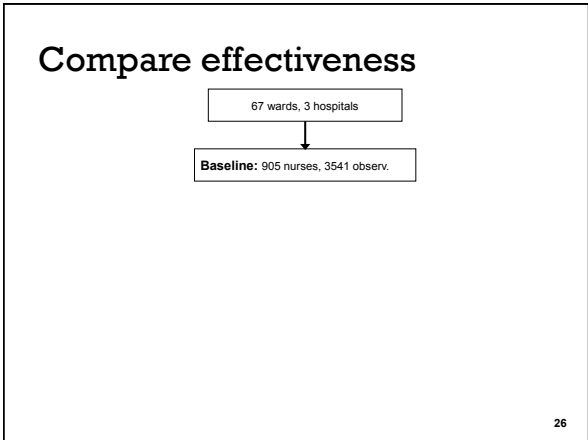 Compare effectiveness
67 wards, 3 hospitals
Baseline: 905 nurses, 3541 observ.
26